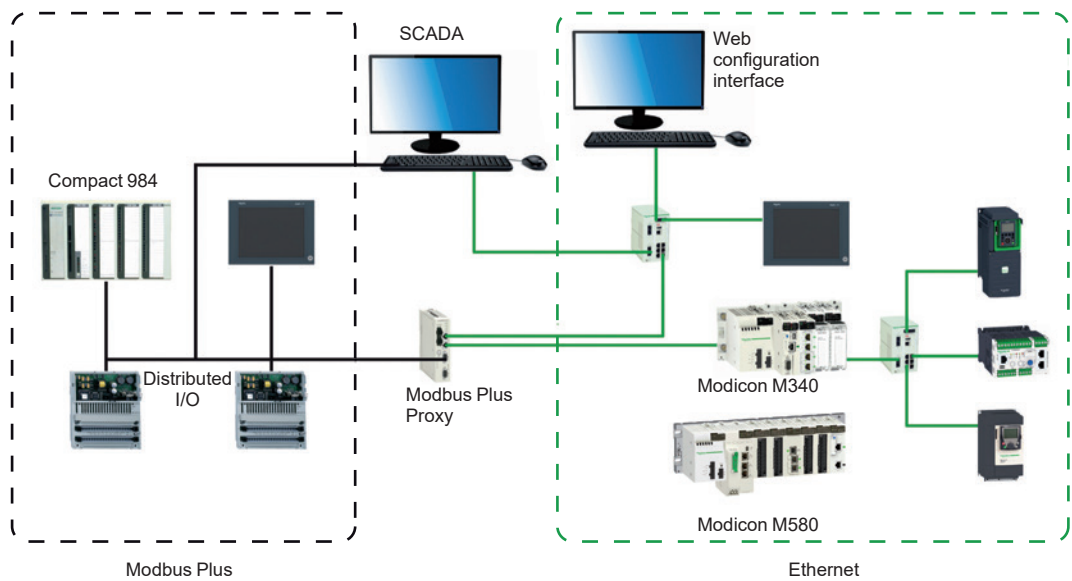 SCADA
Web
configuration
interface
Compact 984
Distributed
I/O
Modbus Plus
Proxy
Modicon M340
Modicon M580
Modbus Plus
Ethernet